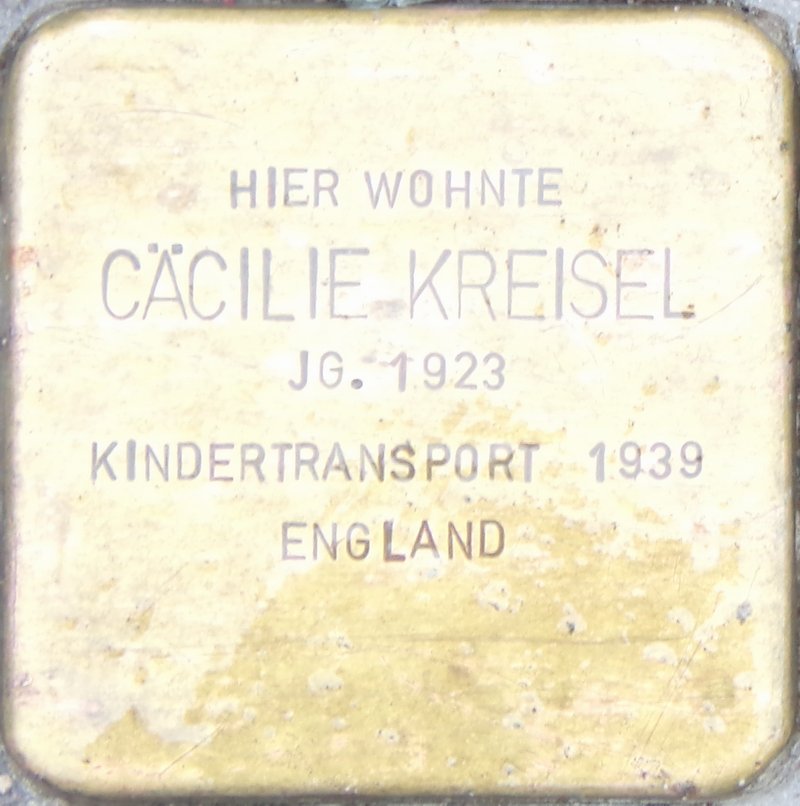 HIER WOHNTE
CÄCILIE KREISEL
JG. 1923
KINDERTRANSPORT 1939
ENGLAND